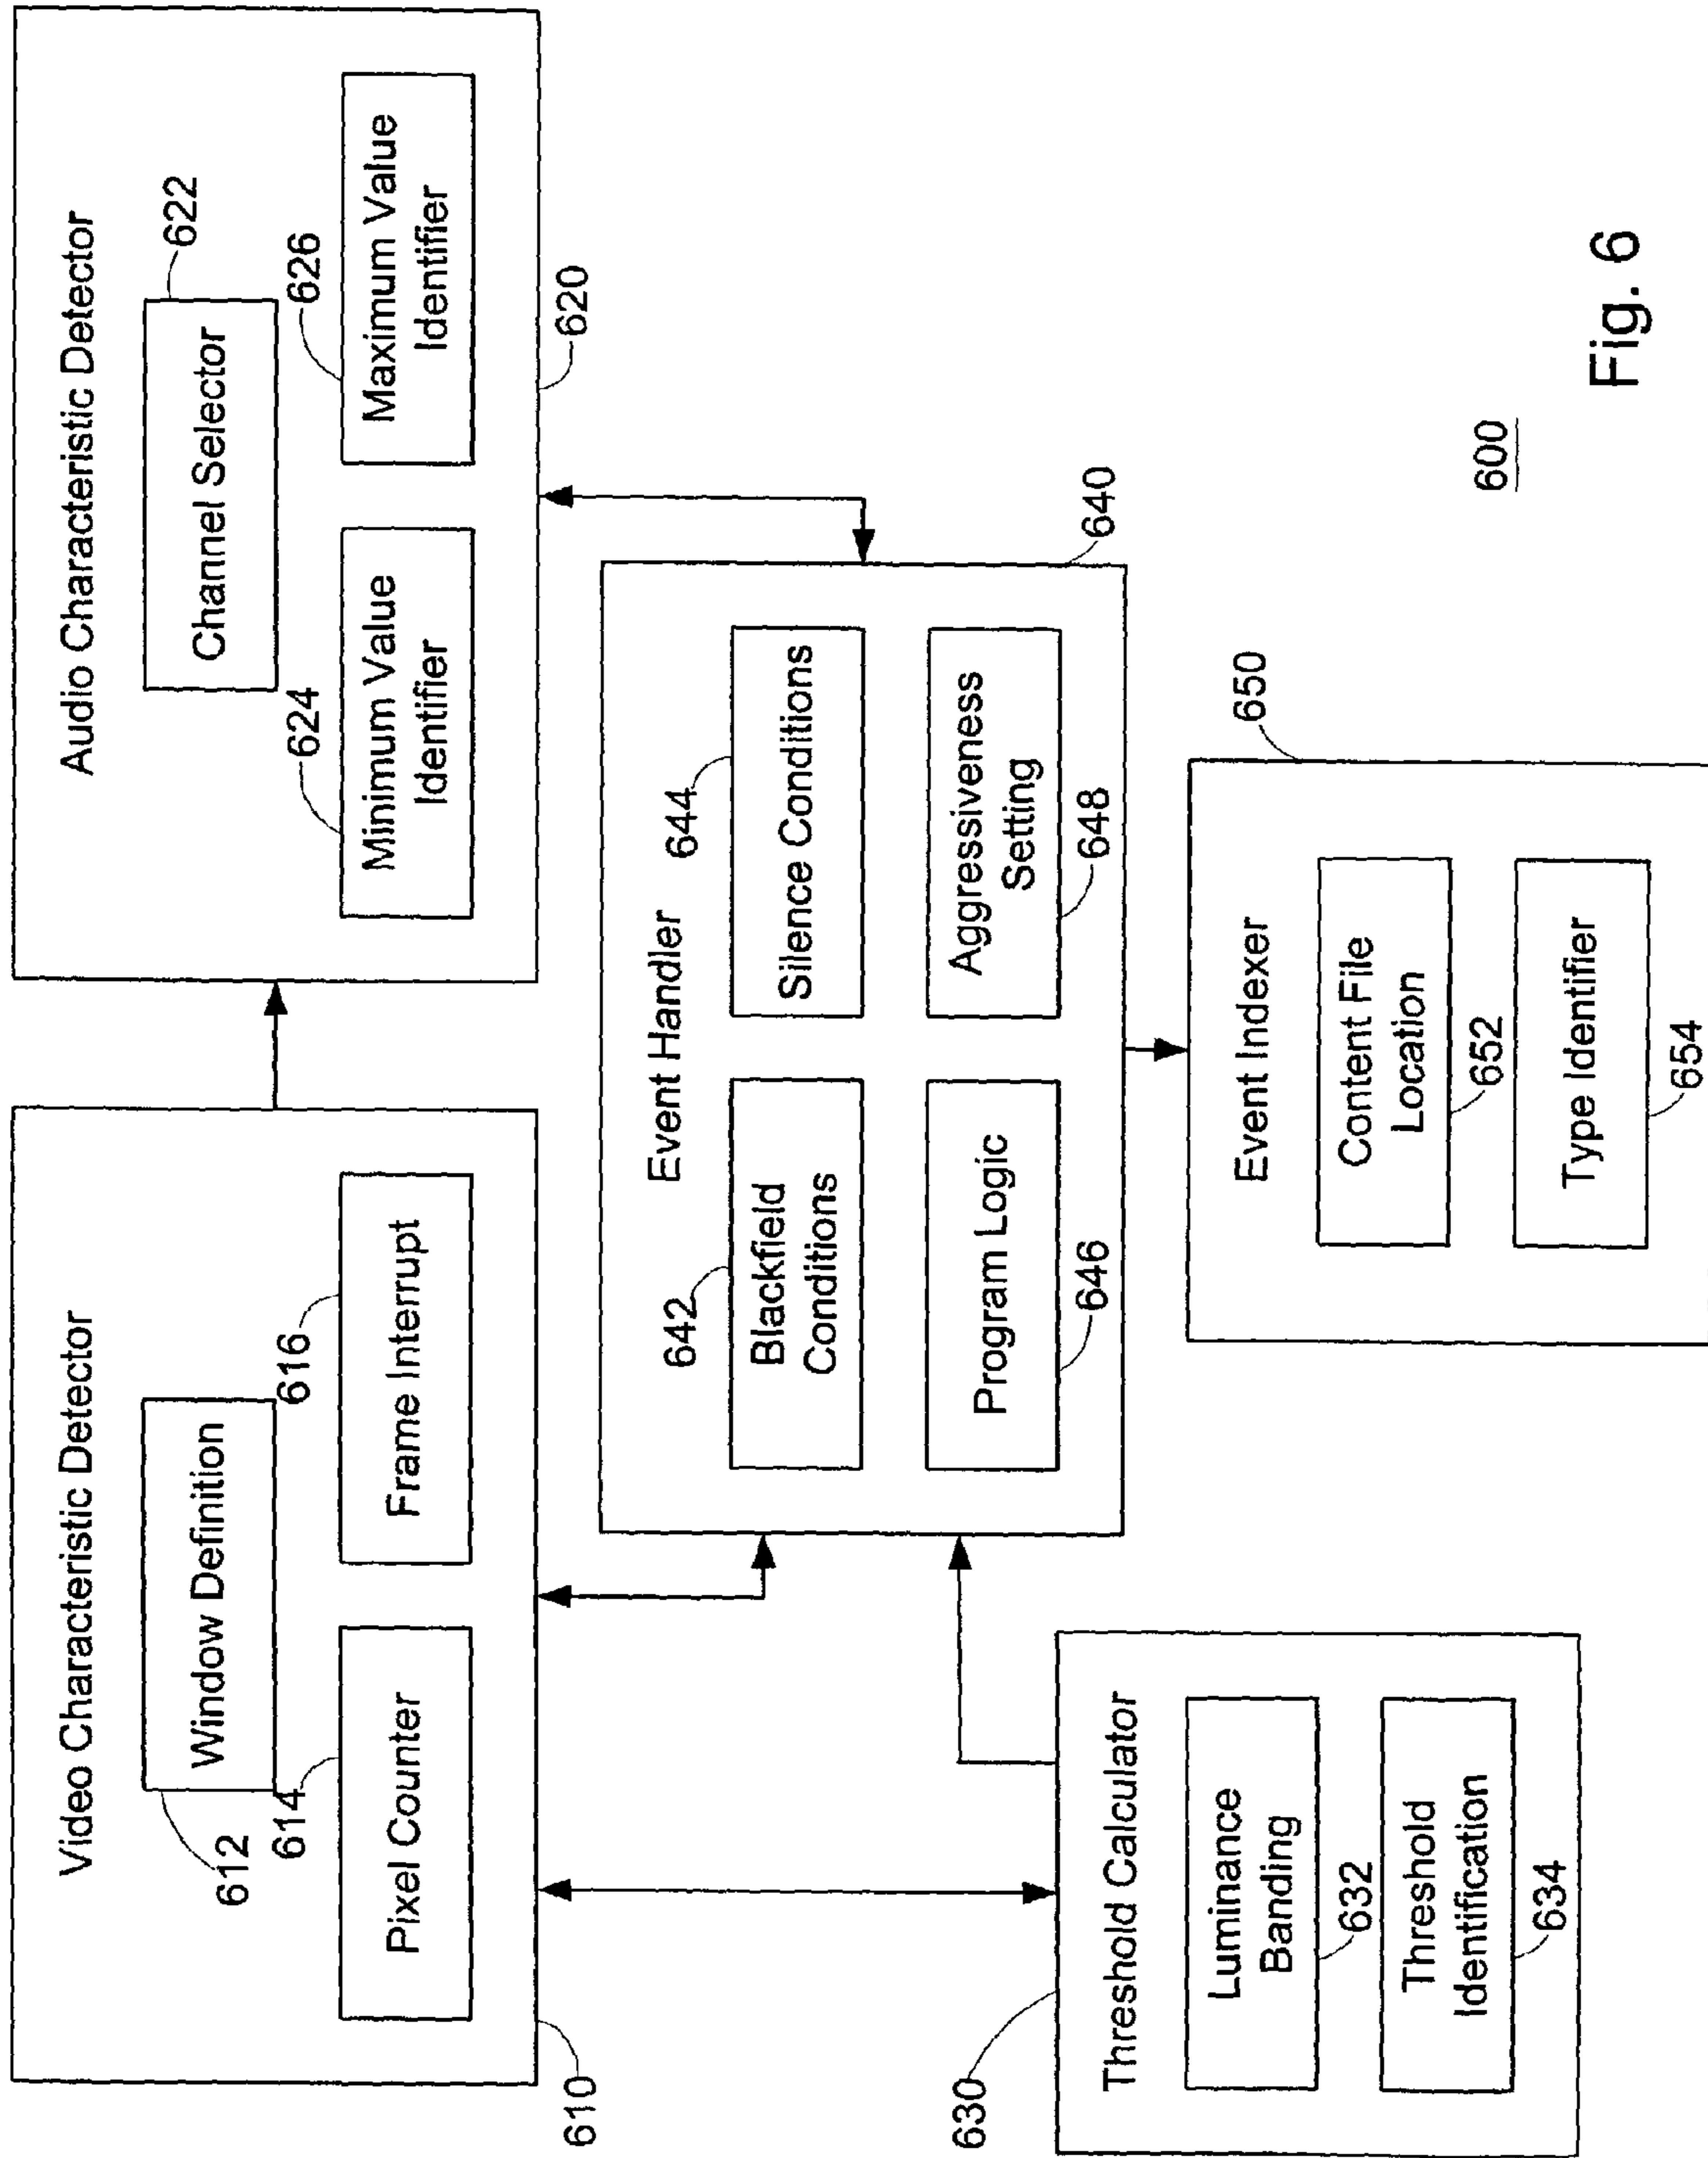 Video Characteristic Detector
Window Definition
612
614
616
Pixel Counter
Frame Interrupt
610
Audio Characteristic Detector
Channel Selector
622
624
626
Minimum Value
Identifier
Maximum Value
Identifier
620
Event Handler
642
644
Blackfield
Conditions
Silence Conditions
640
Program Logic
Aggressiveness
Setting
646
648
630
Threshold Calculator
Luminance
Banding
632
Threshold
Identification
634
650
Event Indexer
Content File
Location
652
Type Identifier
654
600
Fig. 6